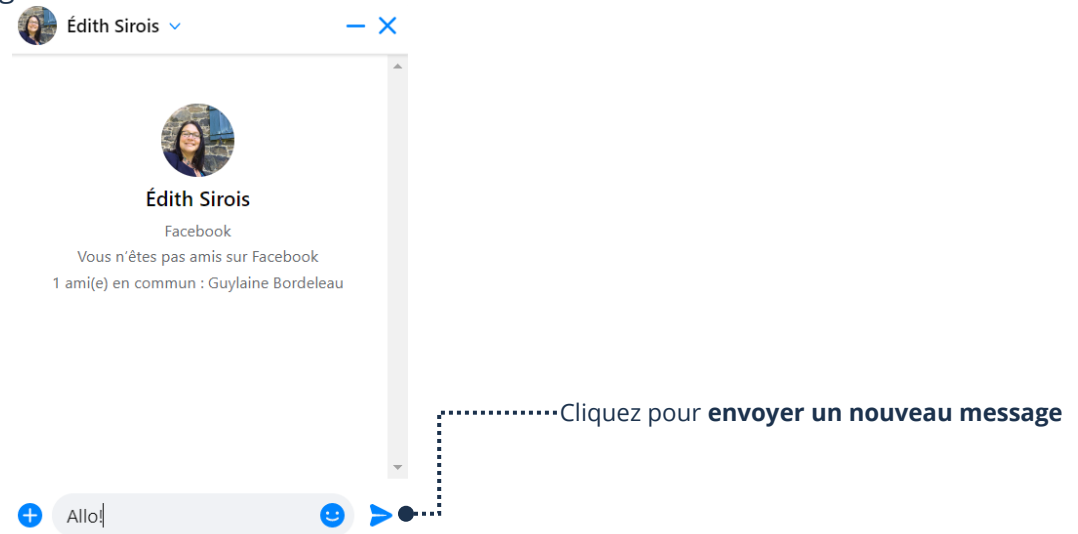 Édith Sirois
Édith Sirois
Facebook
Vous n'êtes pas amis sur Facebook
1 ami(e) en commun : Guylaine Bordeleau
Cliquez pour envoyer un nouveau message
Allo!